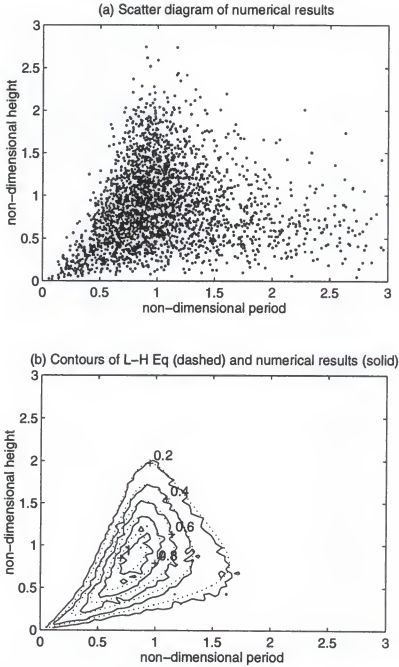 (a) Scatter diagram of numerical results
3
2.5
2
1.5
1
0.5
0
non-dimensional height
0 0.5 1 1.5 2 2.5 3
non-dimensional period
(b) Contours of L-H Eq (dashed) and numerical results (solid)
3
2.5
2
1.5
1
0.5
0
non-dimensional height
0.2
0.4
0.6
0.8
0 0.5 1 1.5 2 2.5 3
non-dimensional period